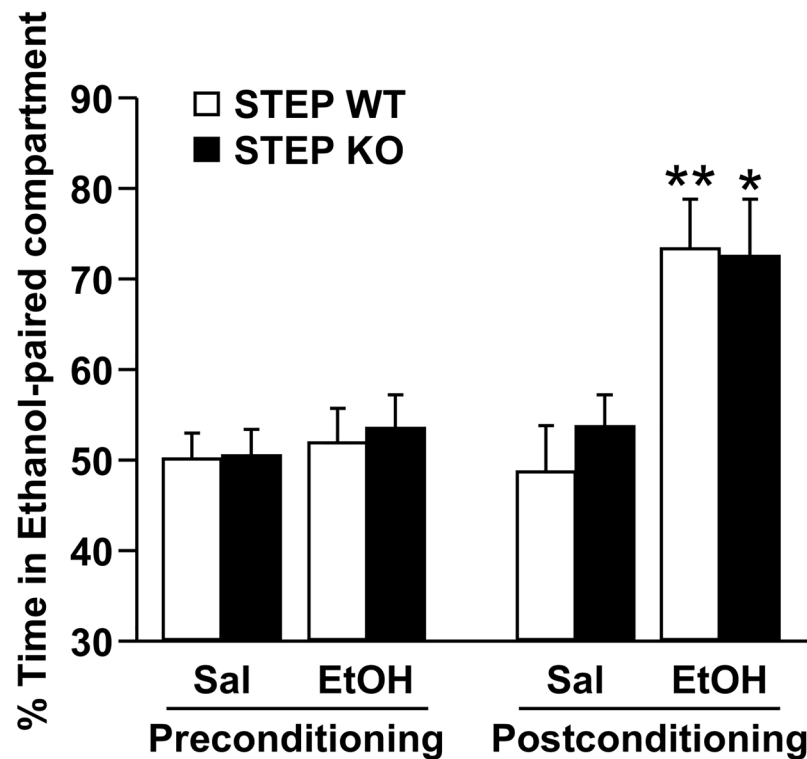 % Time in Ethanol-paired compartment
90
80
70
60
50
40
30
STEP WT
STEP KO
** *
Sal EtOH Sal EtOH
Preconditioning Postconditioning